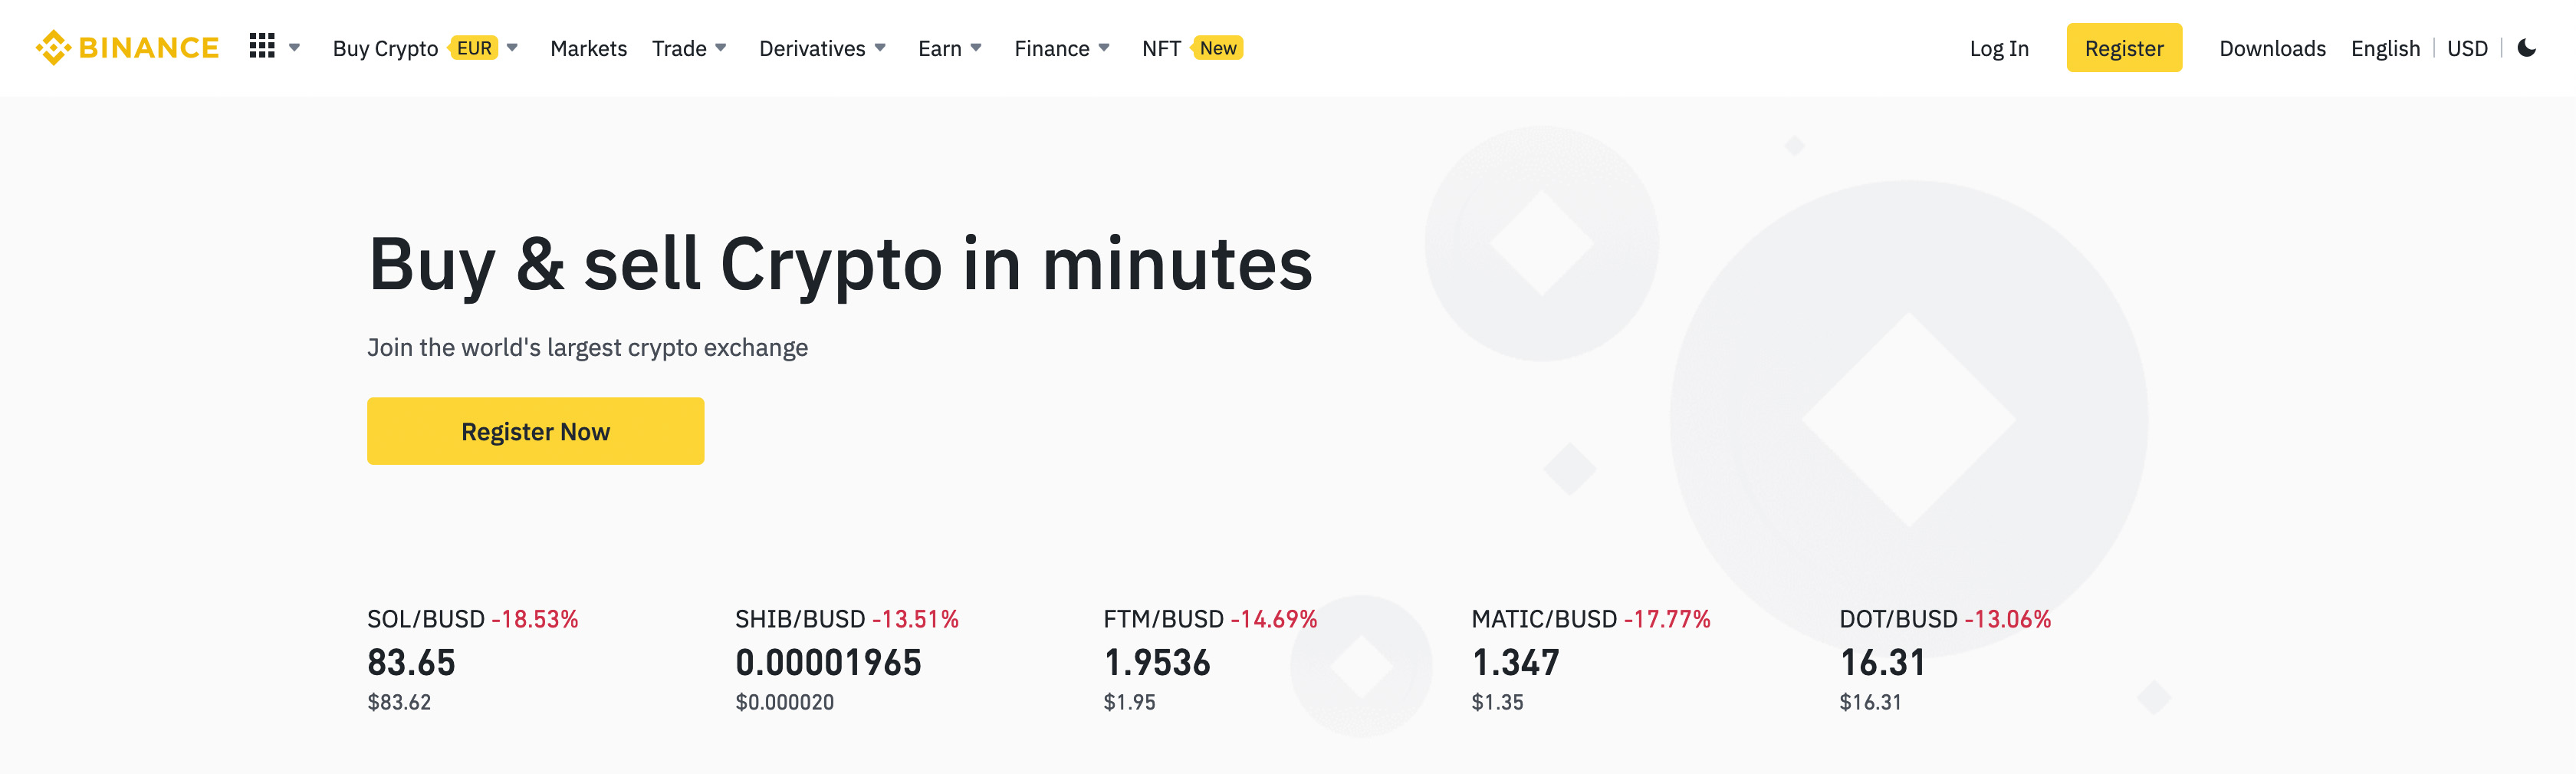 BINANCE Buy Crypto EUR Markets Trade Derivatives Earn Finance NFT New Log In Register Downloads English USD
Buy & sell Crypto in minutes
Join the world's largest crypto exchange
Register Now
SOL/BUSD -18.53% SHIB/BUSD -13.51% FTM/BUSD -14.69% MATIC/BUSD -17.77% DOT/BUSD -13.06%
83.65 0.00001965 1.9536 1.347 16.31
$83.62 $0.000020 $1.95 $1.35 $16.31